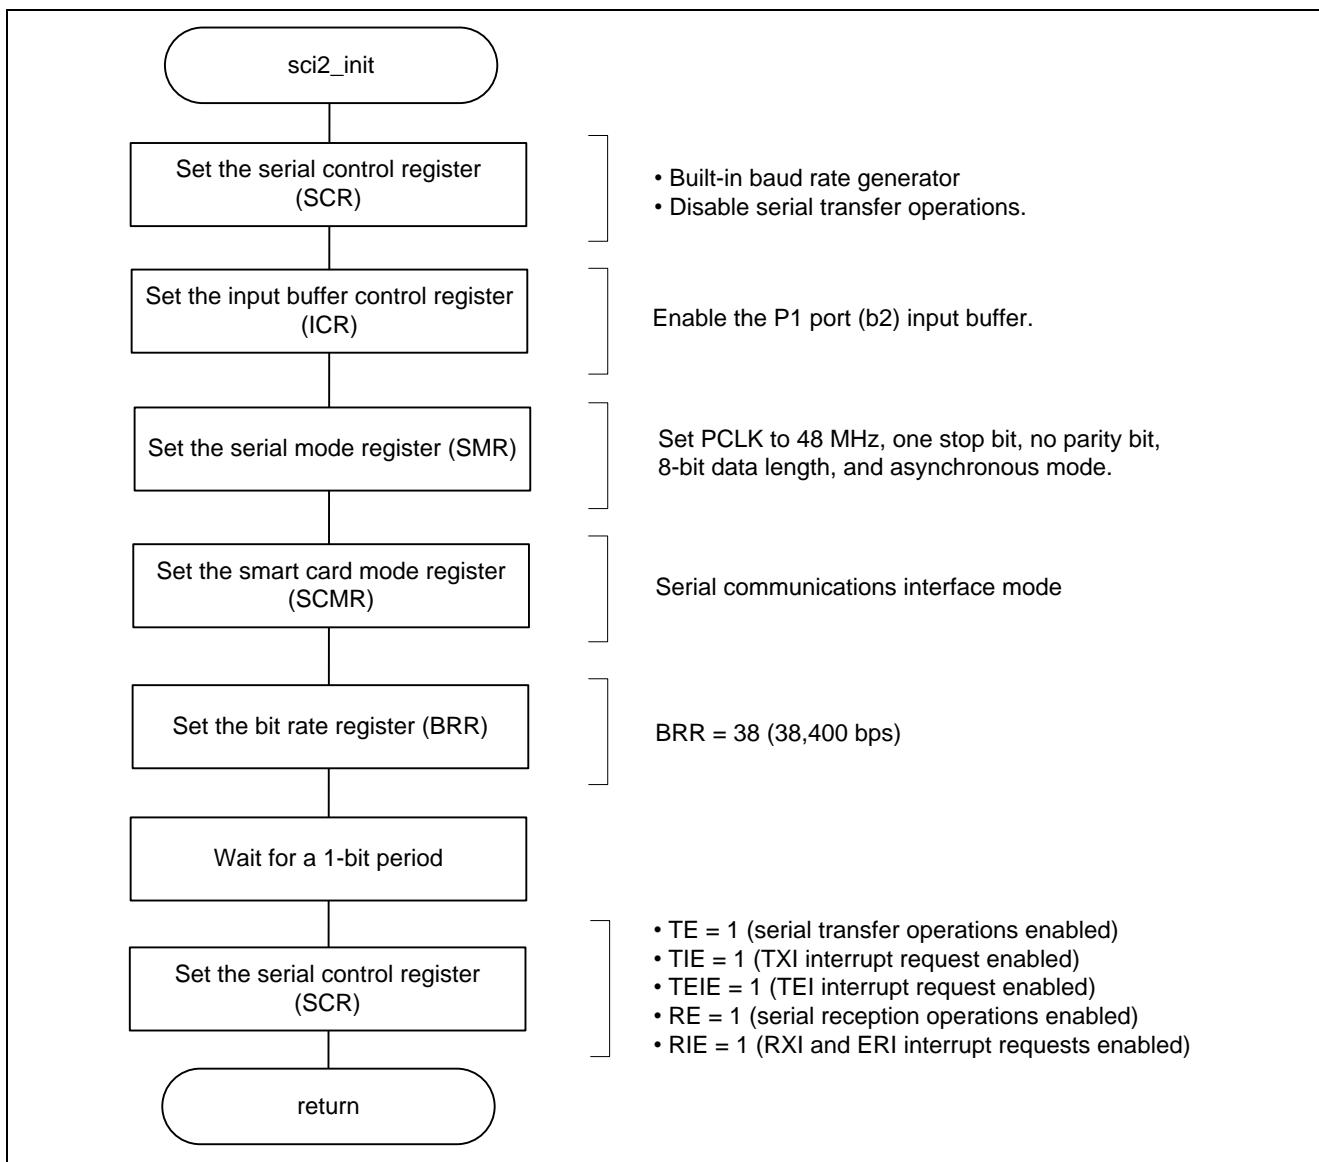 sci2_init
Set the serial control register
(SCR)
• Built-in baud rate generator
• Disable serial transfer operations.
Set the input buffer control register
(ICR)
Enable the P1 port (b2) input buffer.
Set the serial mode register (SMR)
Set PCLK to 48 MHz, one stop bit, no parity bit,
8-bit data length, and asynchronous mode.
Set the smart card mode register
(SCMR)
Serial communications interface mode
Set the bit rate register (BRR)
BRR = 38 (38,400 bps)
Wait for a 1-bit period
Set the serial control register
(SCR)
• TE = 1 (serial transfer operations enabled)
• TIE = 1 (TXI interrupt request enabled)
• TEIE = 1 (TEI interrupt request enabled)
• RE = 1 (serial reception operations enabled)
• RIE = 1 (RXI and ERI interrupt requests enabled)
return